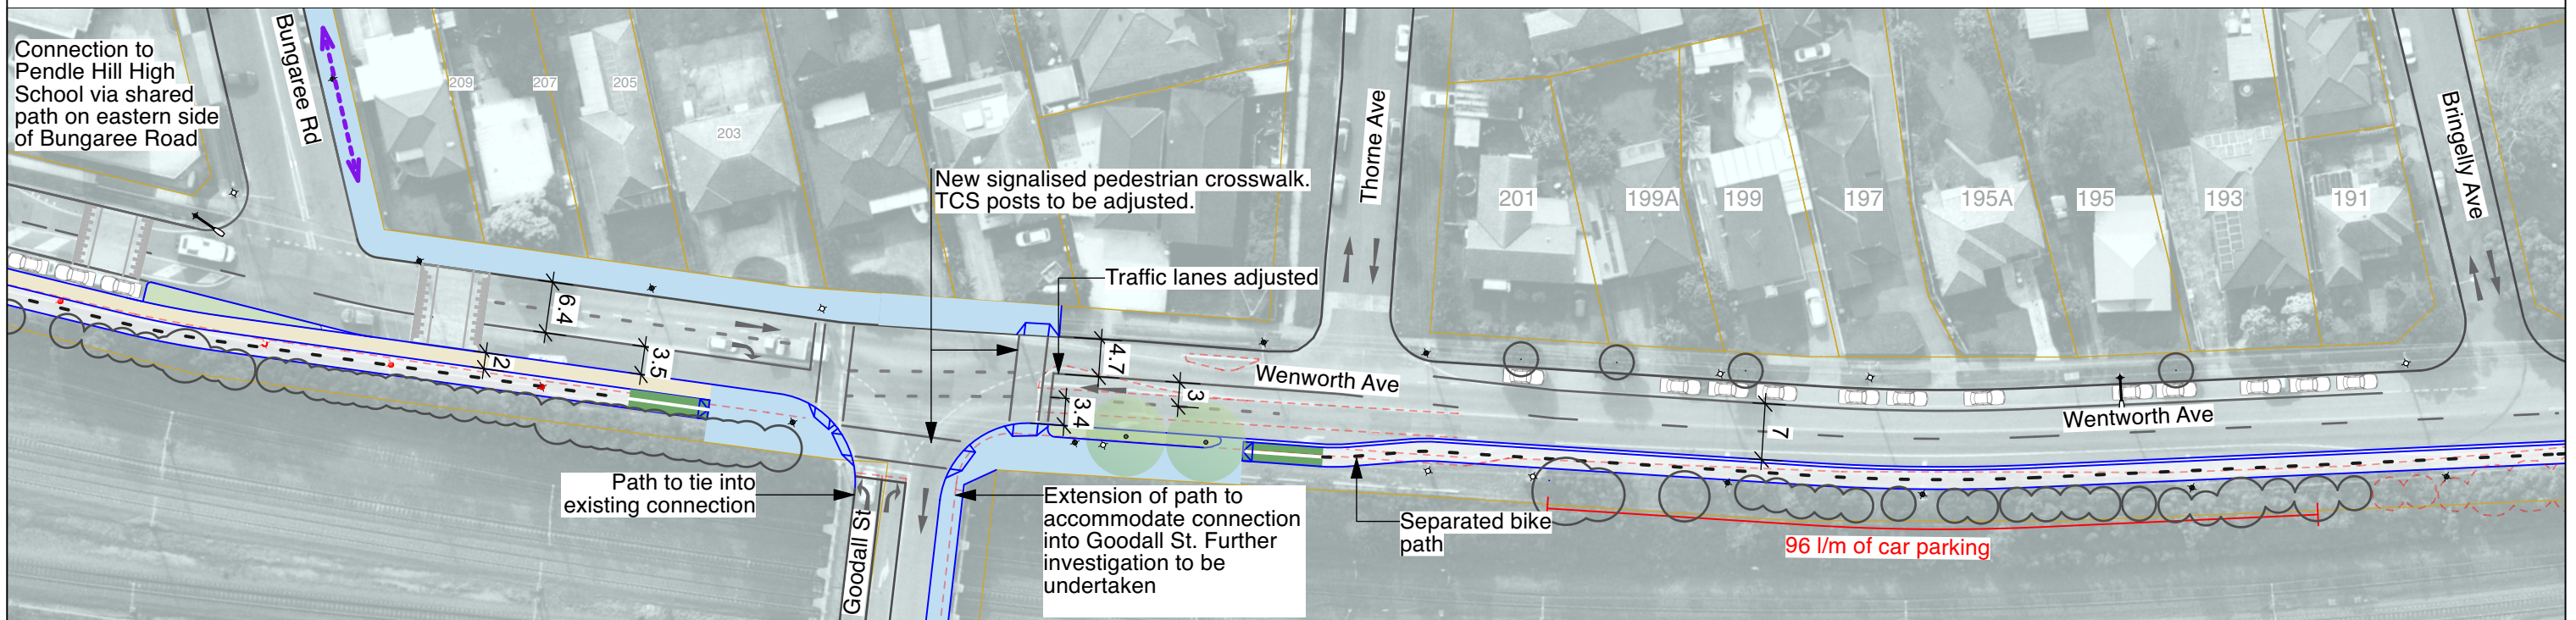 Connection to
Pendle Hill High
School via shared
path on eastern side
of Bungaree Road
Bungaree Rd
209
207
205
203
New signalised pedestrian crosswalk.
TCS posts to be adjusted.
Traffic lanes adjusted
Thorne Ave
201
199A
199
197
195A
195
193
191
Bringelly Ave
6.4
3.5
2
4.7
3
3.4
Wenworth Ave
7
Wentworth Ave
Path to tie into
existing connection
Goodall St
Extension of path to
accommodate connection
into Goodall St. Further
investigation to be
undertaken
Separated bike
path
96 l/m of car parking